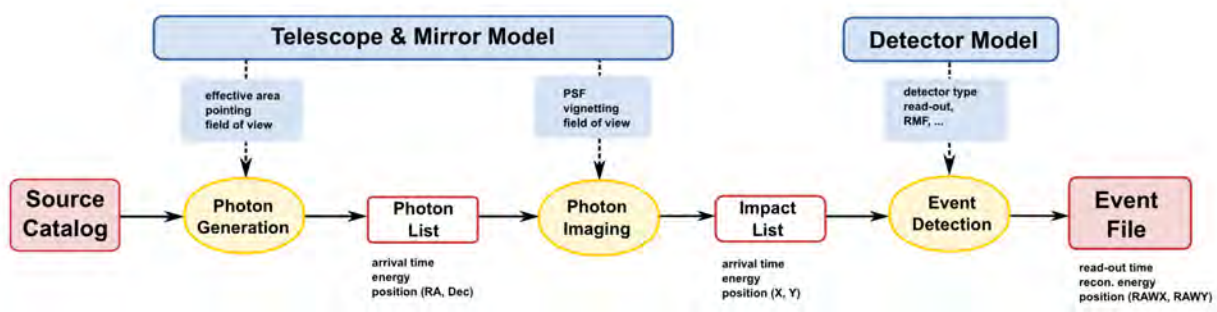 Telescope & Mirror Model
Detector Model
effective area
pointing
field of view
PSF
vignetting
field of view
detector type
read-out,
RMF, ...
Source
Catalog
Photon
Generation
Photon
List
Photon
Imaging
Impact
List
Event
Detection
Event
File
arrival time
energy
position (RA, Dec)
arrival time
energy
position (X, Y)
read-out time
recon. energy
position (RAWX, RAWY)